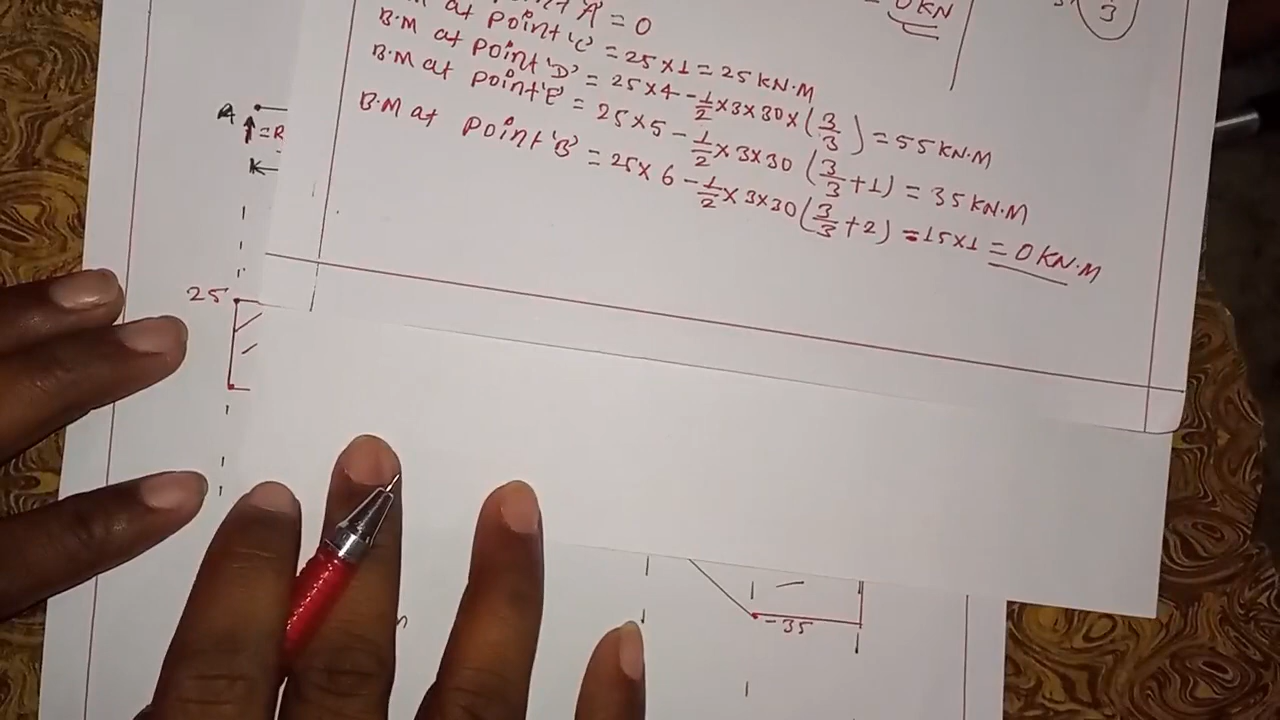 0 KN
3
A' = 0
B.M at point 'C' = 25 x 1 = 25 KN.M
B.M at point 'D' = 25 x 4 - 1/2 x 3 x 30 x (3/3) = 55 KN.M
B.M at point 'E' = 25 x 5 - 1/2 x 3 x 30 (3/3 + 1) = 35 KN.M
B.M at point 'B' = 25 x 6 - 1/2 x 3 x 30 (3/3 + 2) - 15 x 1 = 0 KN.M
A
= R
25
-35